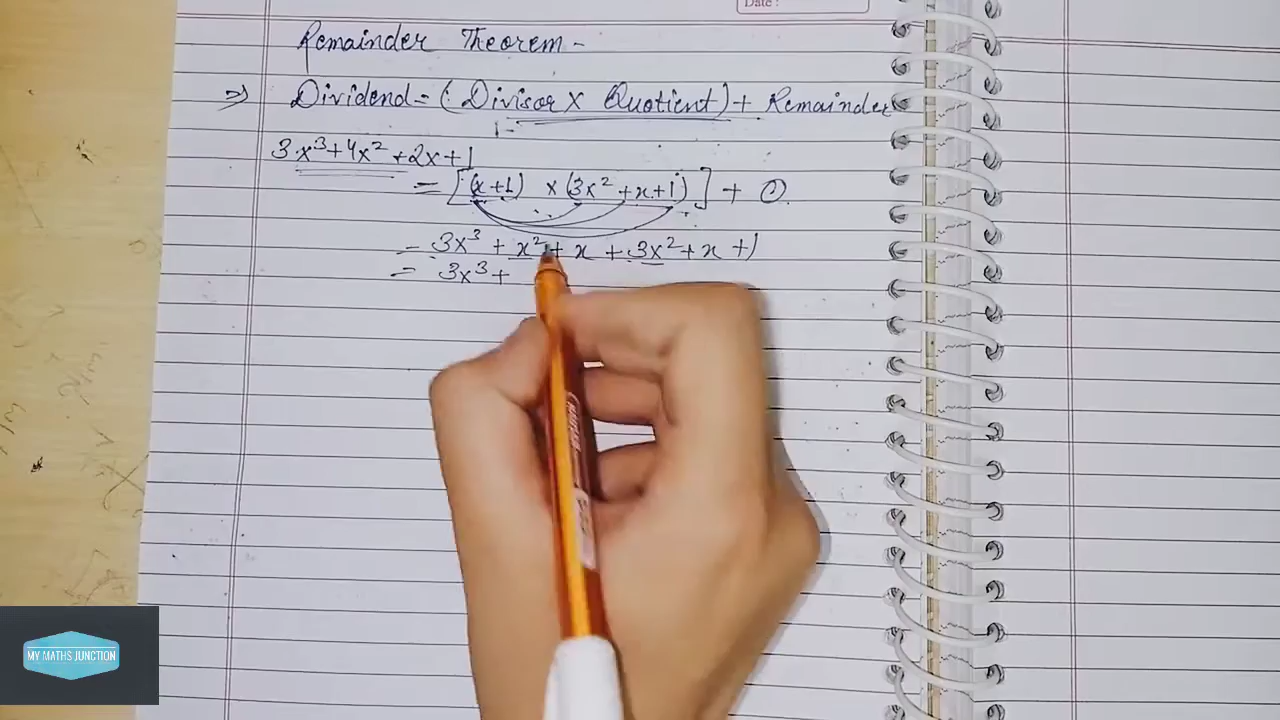 Date :
Remainder Theorem -
⇒ Dividend = (Divisor X Quotient) + Remainder
3x³+4x²+2x+1
= [(x+1) × (3x²+x+1)] + 0.
= 3x³ + x² + x + 3x² + x + 1
= 3x³ +
MY MATHS JUNCTION